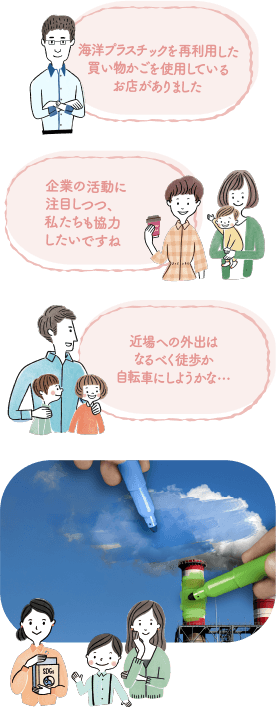 海洋プラスチックを再利用した
買い物かごを使用している
お店がありました
企業の活動に
注目しつつ、
私たちも協力
したいですね
近場への外出は
なるべく徒歩か
自転車にしようかな…
SDGs